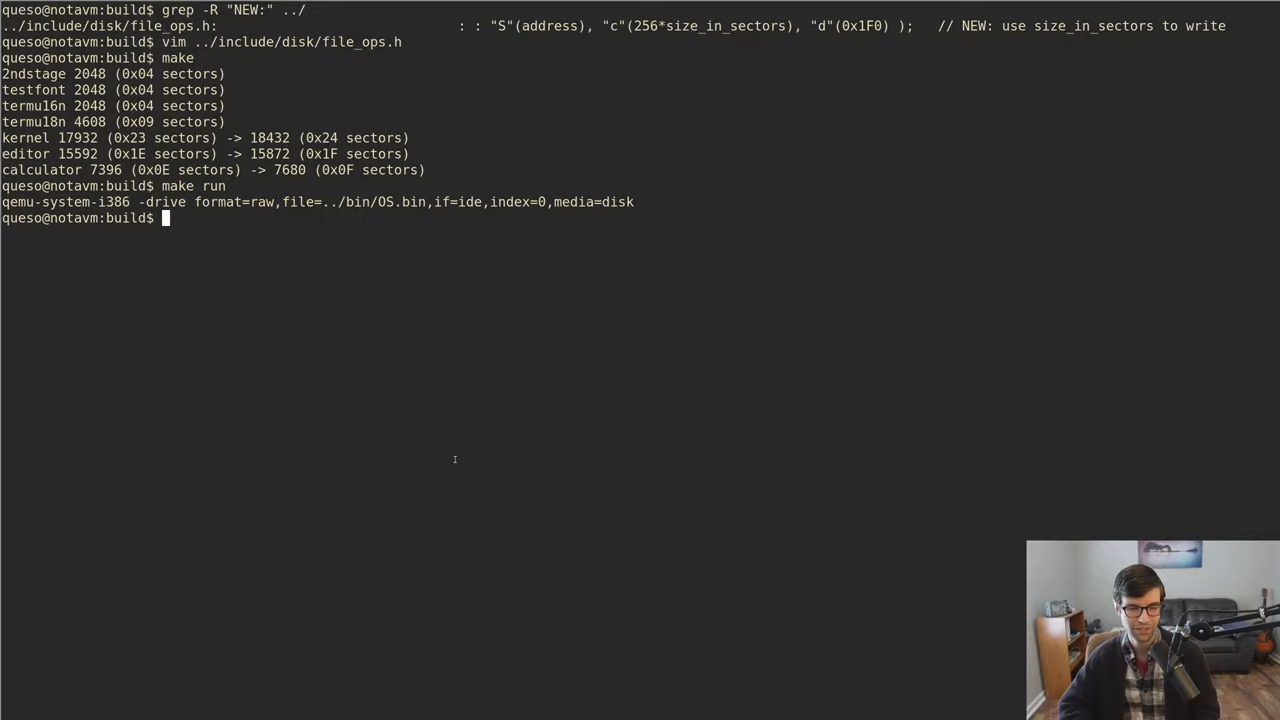 queso@notavm:build$ grep -R "NEW:" ../
../include/disk/file_ops.h:                              : : "S"(address), "c"(256*size_in_sectors), "d"(0x1F0) );   // NEW: use size_in_sectors to write
queso@notavm:build$ vim ../include/disk/file_ops.h
queso@notavm:build$ make
2ndstage 2048 (0x04 sectors)
testfont 2048 (0x04 sectors)
termu16n 2048 (0x04 sectors)
termu18n 4608 (0x09 sectors)
kernel 17932 (0x23 sectors) -> 18432 (0x24 sectors)
editor 15592 (0x1E sectors) -> 15872 (0x1F sectors)
calculator 7396 (0x0E sectors) -> 7680 (0x0F sectors)
queso@notavm:build$ make run
qemu-system-i386 -drive format=raw,file=../bin/OS.bin,if=ide,index=0,media=disk
queso@notavm:build$